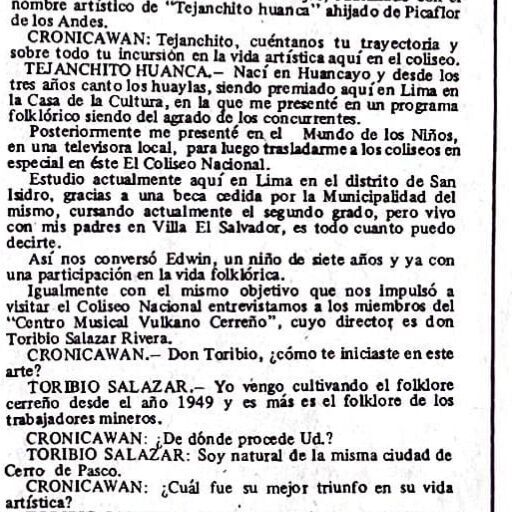 nombre artístico de "Tejanchito huanca" ahijado de Picaflor
de los Andes.
CRONICAWAN: Tejanchito, cuéntanos tu trayectoria y
sobre todo tu incursión en la vida artística aquí en el coliseo.
TEJANCHITO HUANCA.— Nací en Huancayo y desde los
tres años canto los huaylas, siendo premiado aquí en Lima en
la Casa de la Cultura, en la que me presenté en un programa
folklórico siendo del agrado de los concurrentes.
Posteriormente me presenté en el Mundo de los Niños,
en una televisora local, para luego trasladarme a los coliseos en
especial en éste El Coliseo Nacional.
Estudio actualmente aquí en Lima en el distrito de San
Isidro, gracias a una beca cedida por la Municipalidad del
mismo, cursando actualmente el segundo grado, pero vivo
con mis padres en Villa El Salvador, es todo cuanto puedo
decirte.
Así nos conversó Edwin, un niño de siete años y ya con
una participación en la vida folklórica.
Igualmente con el mismo objetivo que nos impulsó a
visitar el Coliseo Nacional entrevistamos a los miembros del
"Centro Musical Vulkano Cerreño", cuyo director es don
Toribio Salazar Rivera.
CRONICAWAN.— Don Toribio, ¿cómo te iniciaste en este
arte?
TORIBIO SALAZAR.— Yo vengo cultivando el folklore
cerreño desde el año 1949 y es más es el folklore de los
trabajadores mineros.
CRONICAWAN: ¿De dónde procede Ud.?
TORIBIO SALAZAR: Soy natural de la misma ciudad de
Cerro de Pasco.
CRONICAWAN: ¿Cuál fue su mejor triunfo en su vida
artística?